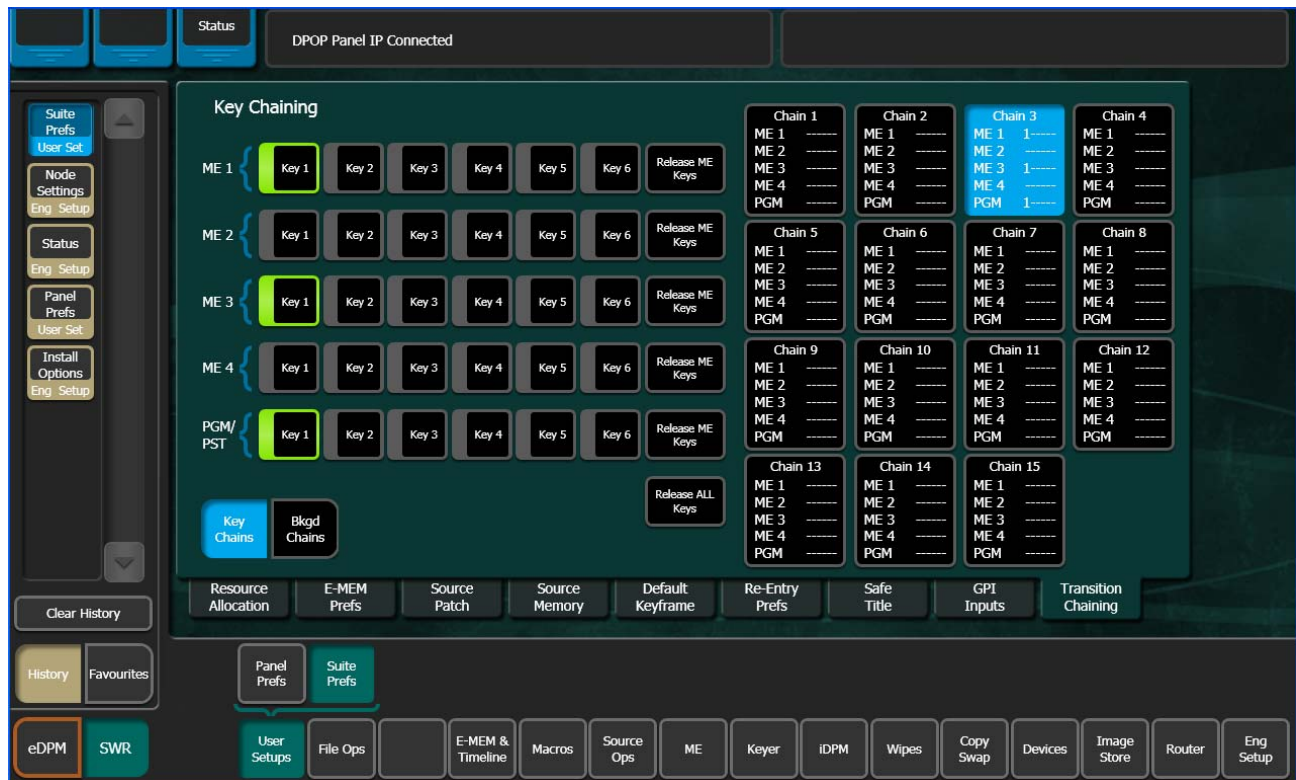 Status
DPOP Panel IP Connected
Suite
Prefs
User Set
Node
Settings
Eng Setup
Status
Eng Setup
Panel
Prefs
User Set
Install
Options
Eng Setup
Clear History
History
Favourites
Key Chaining
ME 1 { Key 1 Key 2 Key 3 Key 4 Key 5 Key 6 Release ME Keys
ME 2 { Key 1 Key 2 Key 3 Key 4 Key 5 Key 6 Release ME Keys
ME 3 { Key 1 Key 2 Key 3 Key 4 Key 5 Key 6 Release ME Keys
ME 4 { Key 1 Key 2 Key 3 Key 4 Key 5 Key 6 Release ME Keys
PGM/PST { Key 1 Key 2 Key 3 Key 4 Key 5 Key 6 Release ME Keys
Release ALL Keys
Key Chains
Bkgd Chains
Chain 1
ME 1 ------
ME 2 ------
ME 3 ------
ME 4 ------
PGM ------
Chain 2
ME 1 ------
ME 2 ------
ME 3 ------
ME 4 ------
PGM ------
Chain 3
ME 1 1-----
ME 2 ------
ME 3 1-----
ME 4 ------
PGM 1-----
Chain 4
ME 1 ------
ME 2 ------
ME 3 ------
ME 4 ------
PGM ------
Chain 5
ME 1 ------
ME 2 ------
ME 3 ------
ME 4 ------
PGM ------
Chain 6
ME 1 ------
ME 2 ------
ME 3 ------
ME 4 ------
PGM ------
Chain 7
ME 1 ------
ME 2 ------
ME 3 ------
ME 4 ------
PGM ------
Chain 8
ME 1 ------
ME 2 ------
ME 3 ------
ME 4 ------
PGM ------
Chain 9
ME 1 ------
ME 2 ------
ME 3 ------
ME 4 ------
PGM ------
Chain 10
ME 1 ------
ME 2 ------
ME 3 ------
ME 4 ------
PGM ------
Chain 11
ME 1 ------
ME 2 ------
ME 3 ------
ME 4 ------
PGM ------
Chain 12
ME 1 ------
ME 2 ------
ME 3 ------
ME 4 ------
PGM ------
Chain 13
ME 1 ------
ME 2 ------
ME 3 ------
ME 4 ------
PGM ------
Chain 14
ME 1 ------
ME 2 ------
ME 3 ------
ME 4 ------
PGM ------
Chain 15
ME 1 ------
ME 2 ------
ME 3 ------
ME 4 ------
PGM ------
Resource Allocation
E-MEM Prefs
Source Patch
Source Memory
Default Keyframe
Re-Entry Prefs
Safe Title
GPI Inputs
Transition Chaining
Panel Prefs
Suite Prefs
eDPM
SWR
User Setups
File Ops
E-MEM & Timeline
Macros
Source Ops
ME
Keyer
iDPM
Wipes
Copy Swap
Devices
Image Store
Router
Eng Setup